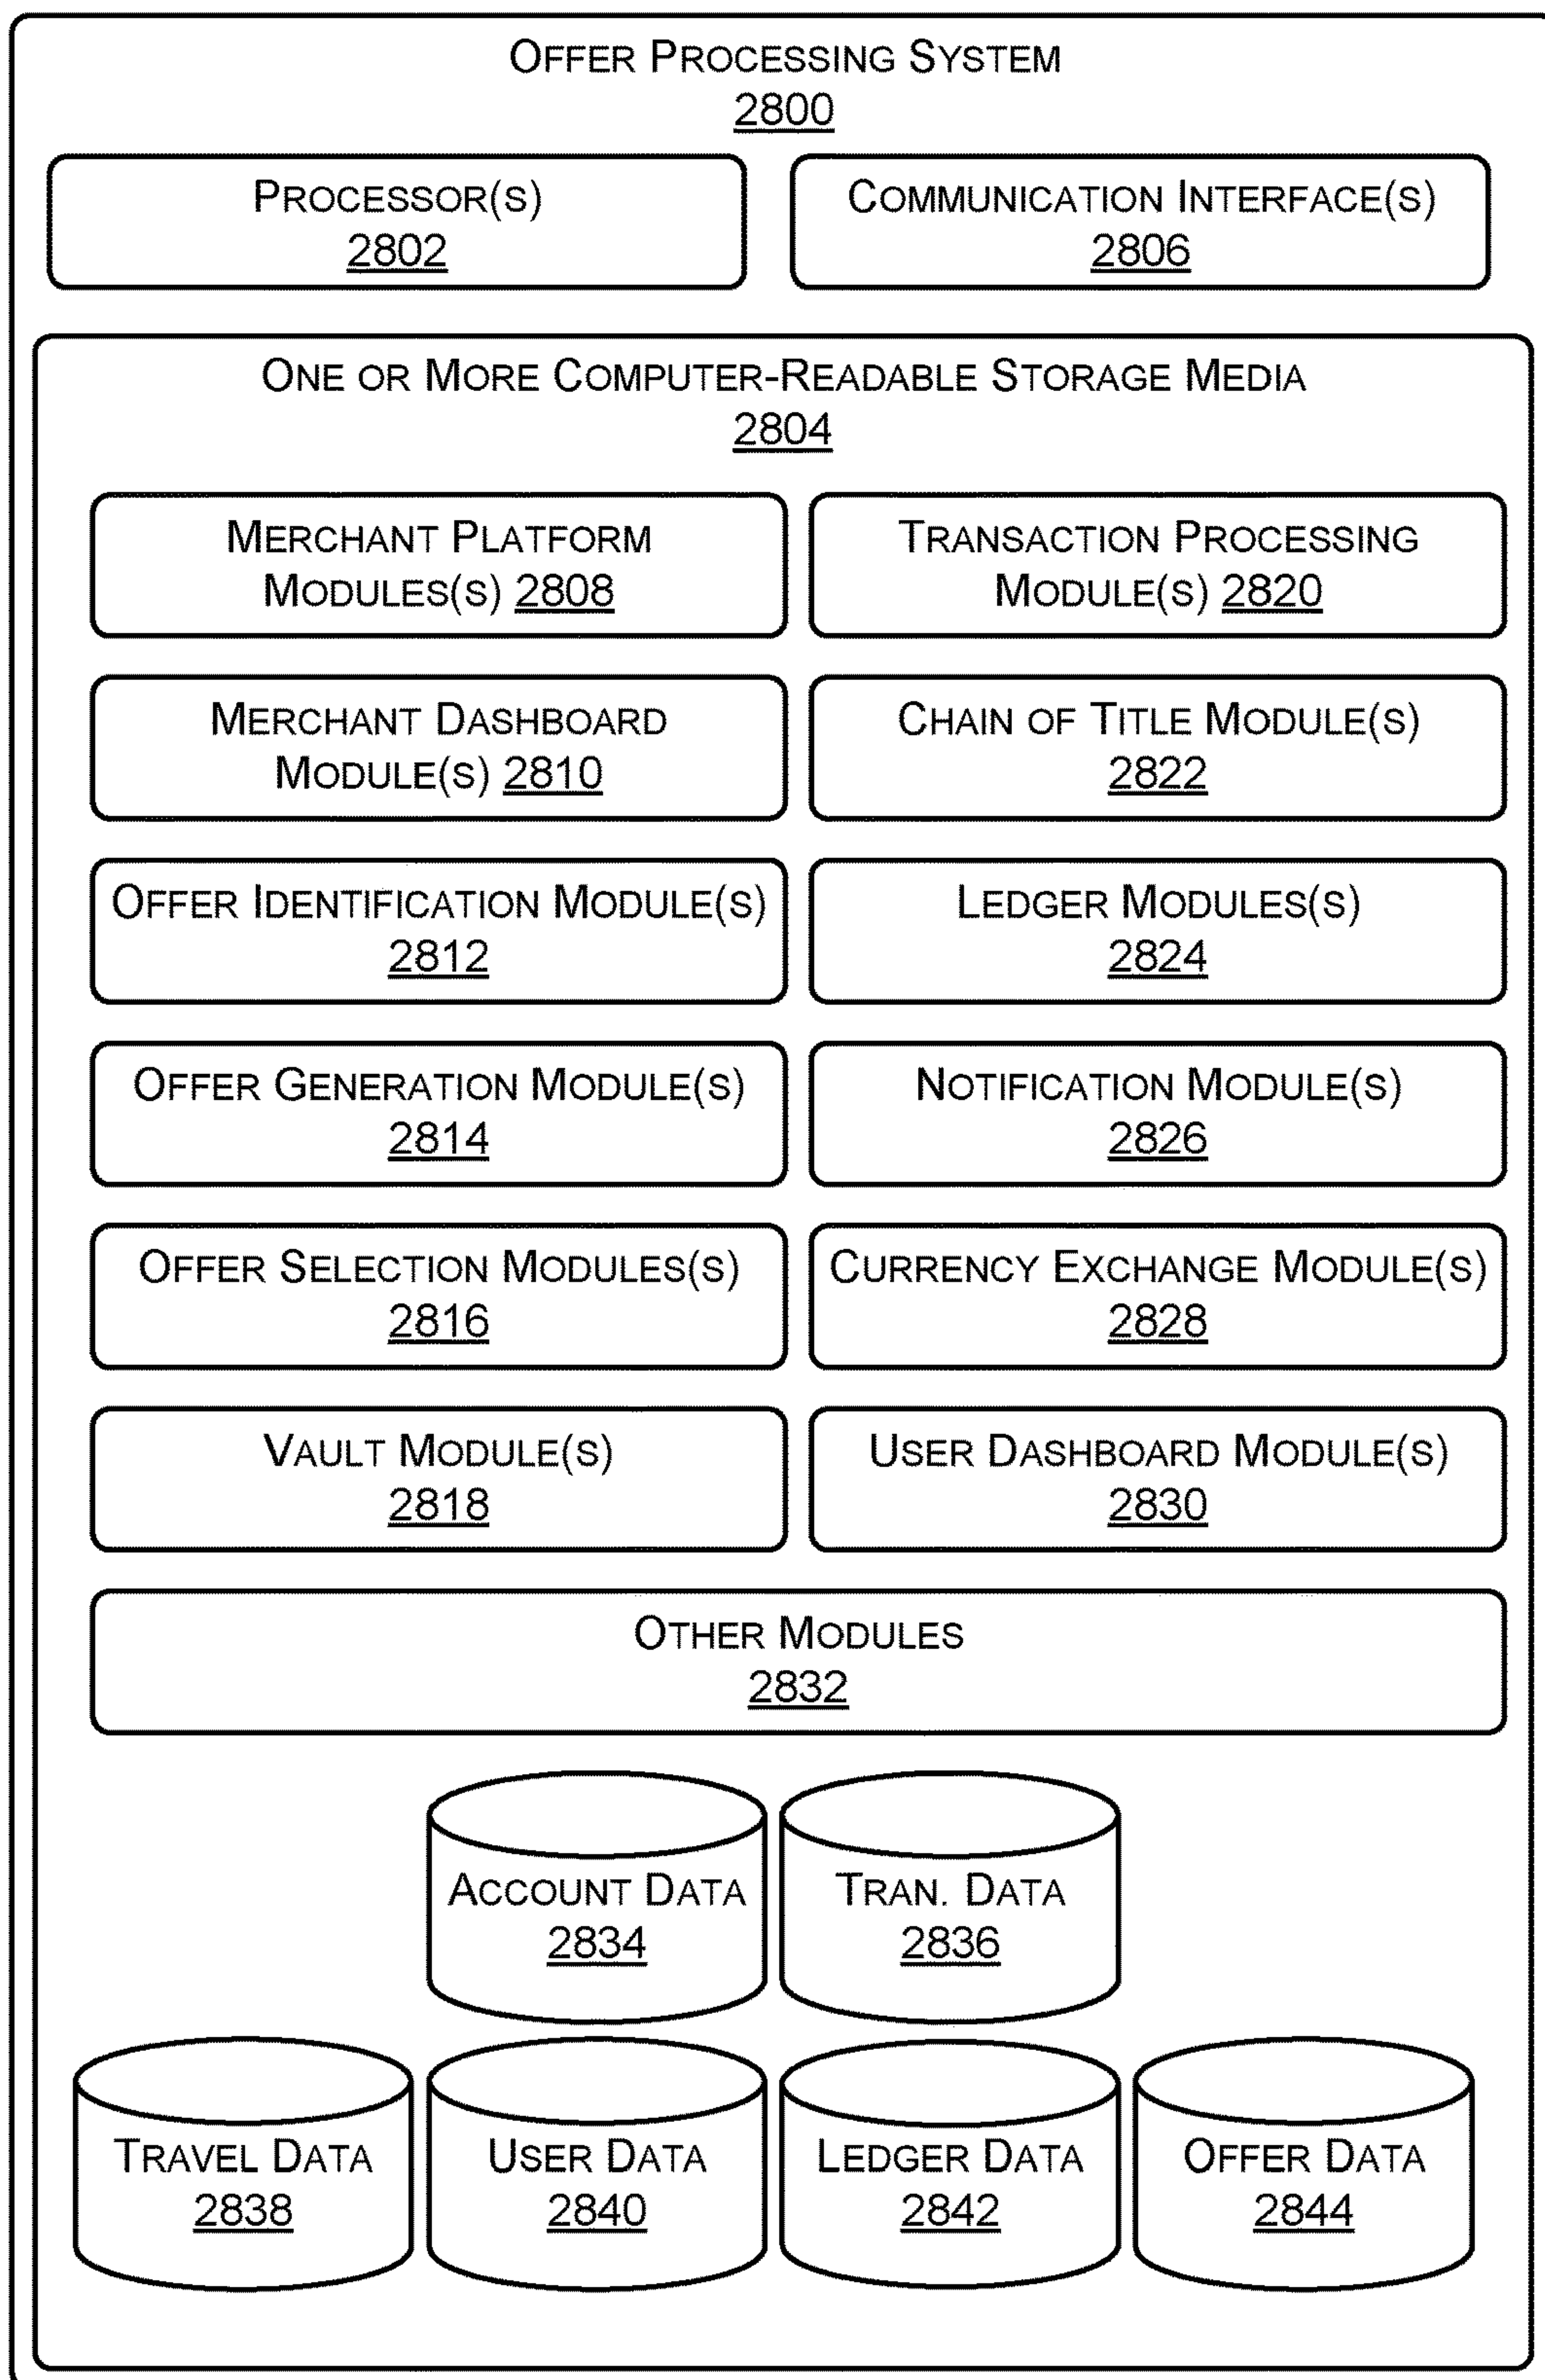 OFFER PROCESSING SYSTEM
2800
PROCESSOR(S)
2802
COMMUNICATION INTERFACE(S)
2806
ONE OR MORE COMPUTER-READABLE STORAGE MEDIA
2804
MERCHANT PLATFORM
MODULES(S) 2808
TRANSACTION PROCESSING
MODULE(S) 2820
MERCHANT DASHBOARD
MODULE(S) 2810
CHAIN OF TITLE MODULE(S)
2822
OFFER IDENTIFICATION MODULE(S)
2812
LEDGER MODULES(S)
2824
OFFER GENERATION MODULE(S)
2814
NOTIFICATION MODULE(S)
2826
OFFER SELECTION MODULES(S)
2816
CURRENCY EXCHANGE MODULE(S)
2828
VAULT MODULE(S)
2818
USER DASHBOARD MODULE(S)
2830
OTHER MODULES
2832
ACCOUNT DATA
2834
TRAN. DATA
2836
TRAVEL DATA
2838
USER DATA
2840
LEDGER DATA
2842
OFFER DATA
2844